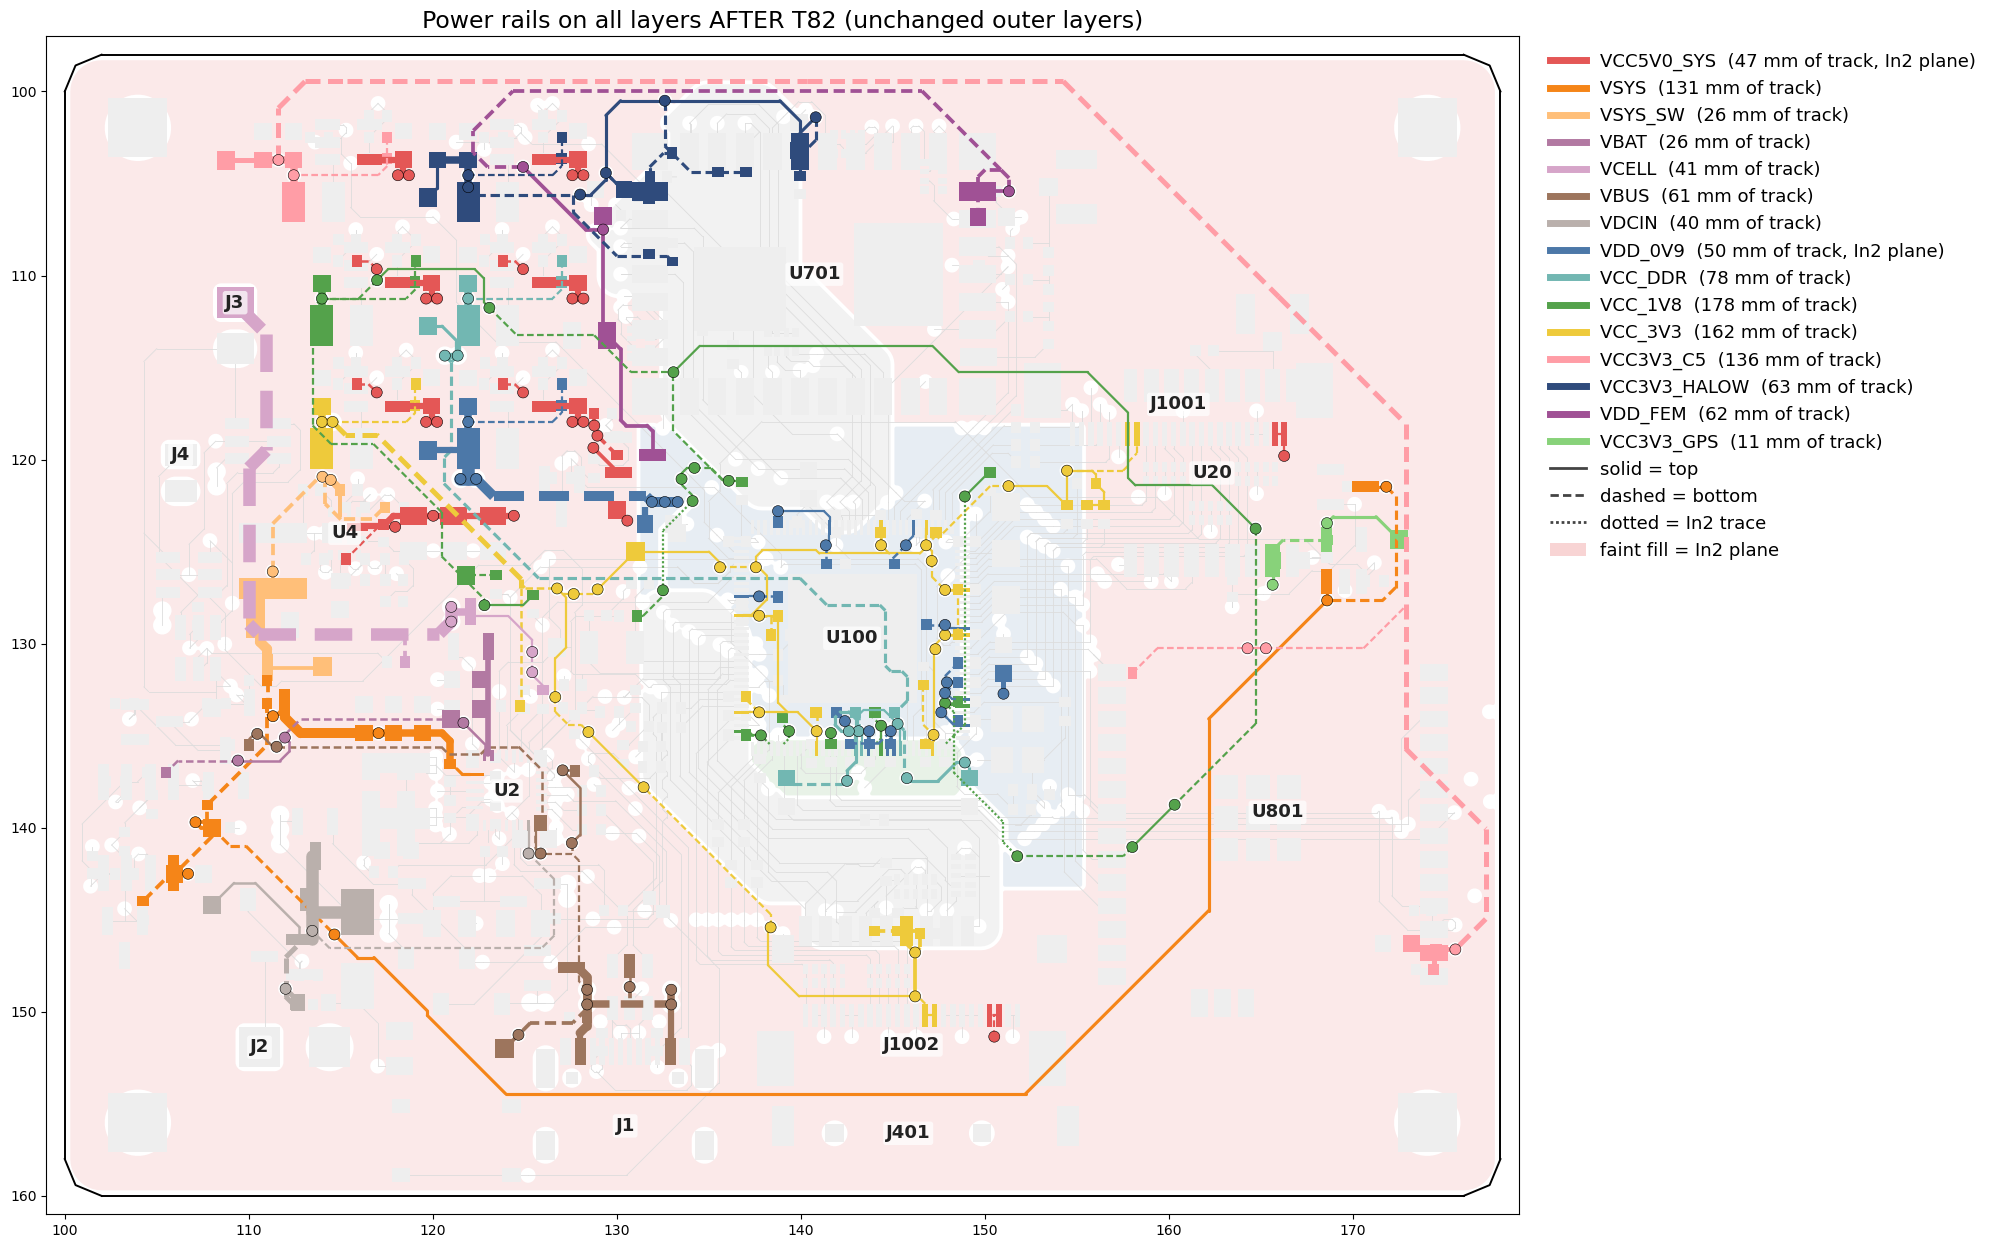 Power rails on all layers AFTER T82 (unchanged outer layers)
VCC5V0_SYS (47 mm of track, In2 plane)
VSYS (131 mm of track)
VSYS_SW (26 mm of track)
VBAT (26 mm of track)
VCELL (41 mm of track)
VBUS (61 mm of track)
VDCIN (40 mm of track)
VDD_0V9 (50 mm of track, In2 plane)
VCC_DDR (78 mm of track)
VCC_1V8 (178 mm of track)
VCC_3V3 (162 mm of track)
VCC3V3_C5 (136 mm of track)
VCC3V3_HALOW (63 mm of track)
VDD_FEM (62 mm of track)
VCC3V3_GPS (11 mm of track)
solid = top
dashed = bottom
dotted = In2 trace
faint fill = In2 plane
100
110
120
130
140
150
160
U701
J3
J1001
J4
U20
U4
U100
U2
U801
J2
J1002
J1
J401
100
110
120
130
140
150
160
170